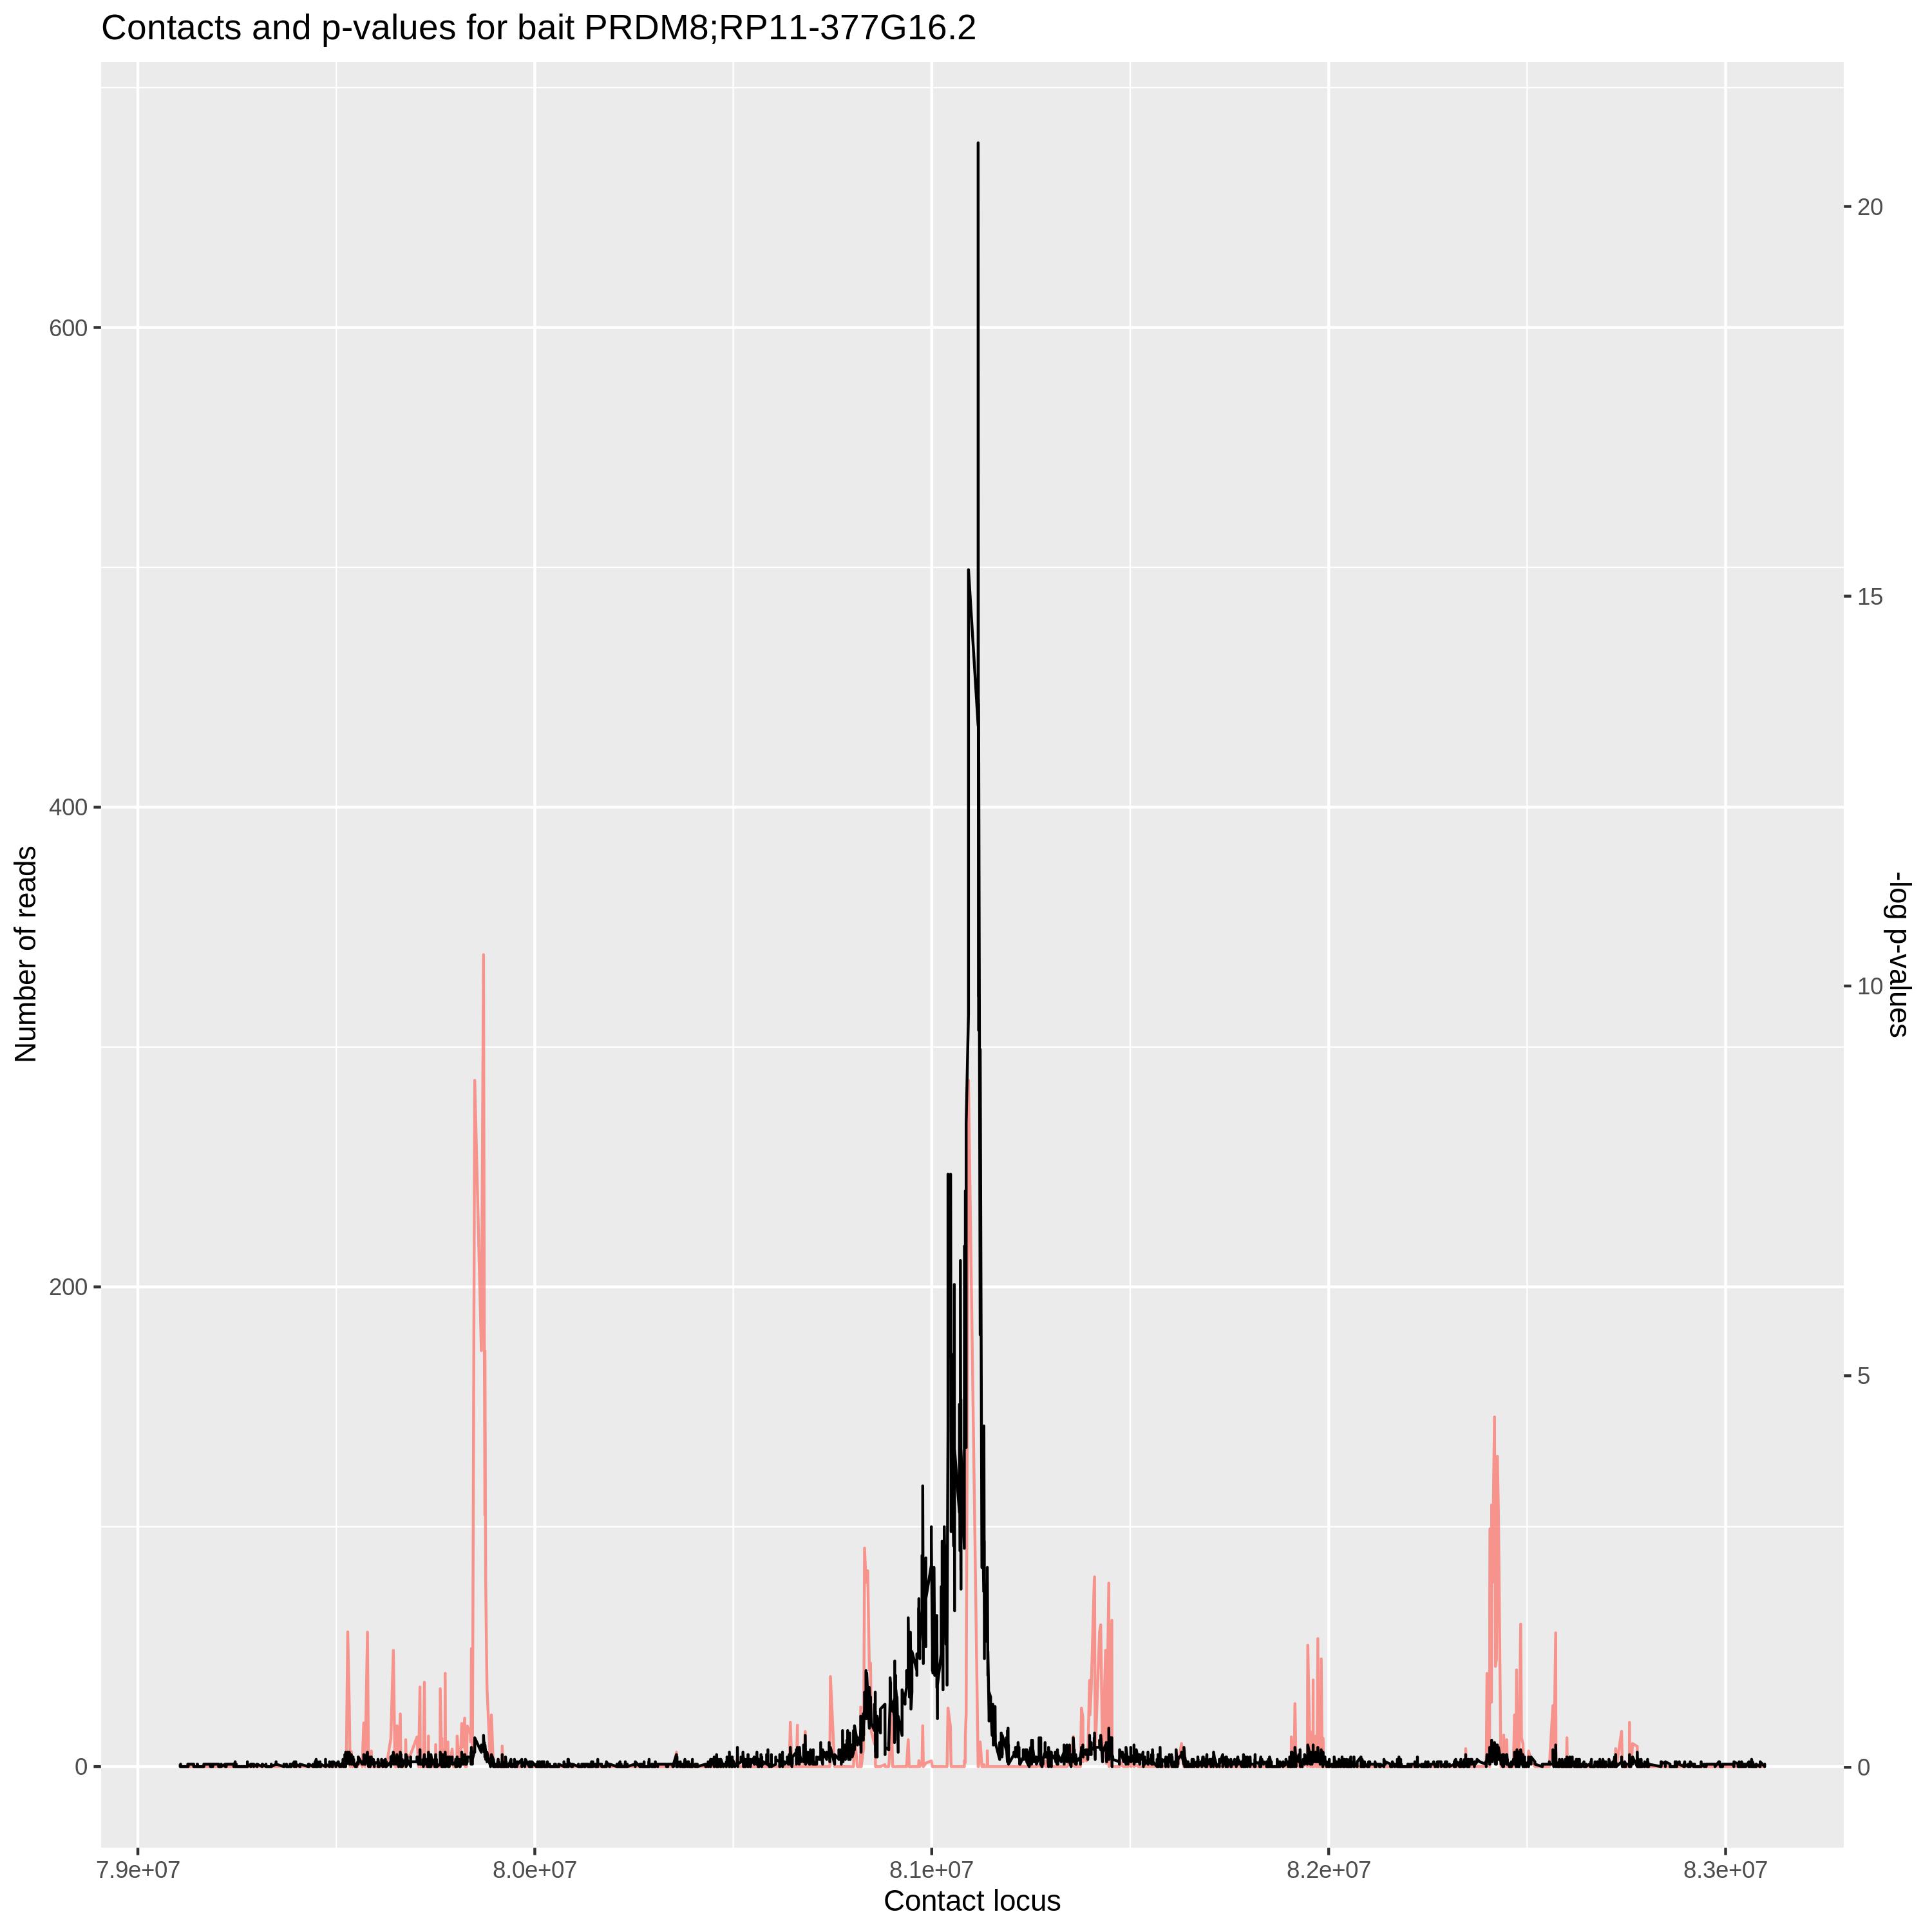 Contacts and p-values for bait PRDM8;RP11-377G16.2
600
400
200
0
Number of reads
20
15
10
5
0
-log p-values
7.9e+07
8.0e+07
8.1e+07
8.2e+07
8.3e+07
Contact locus